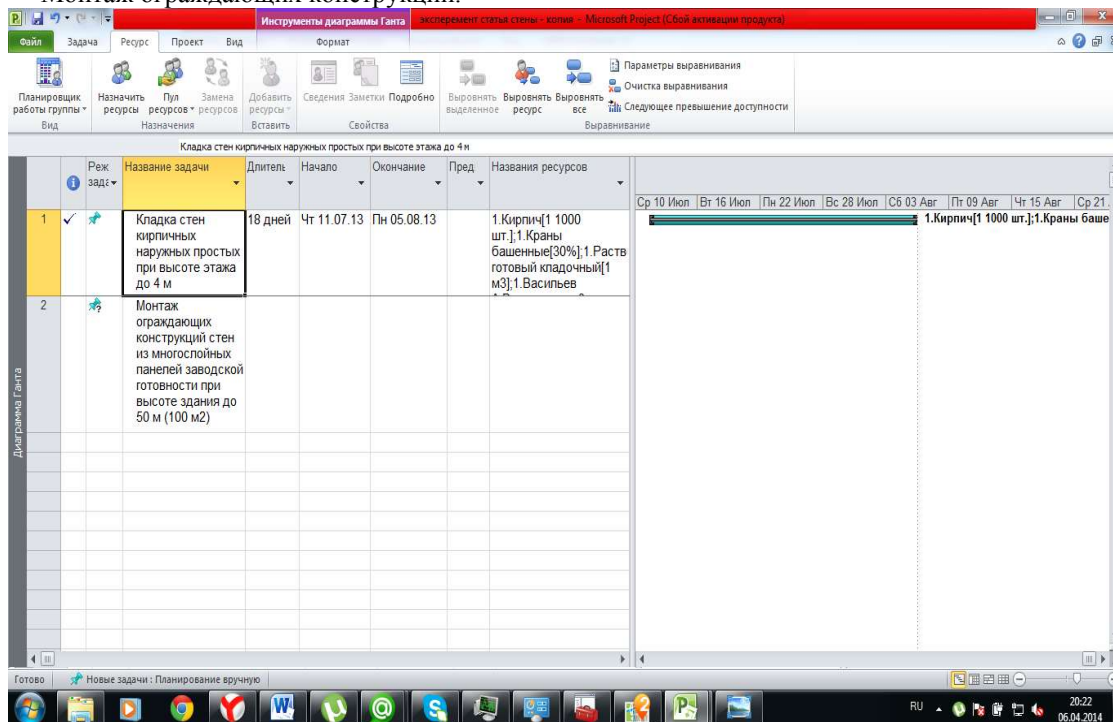 Монтаж ограждающих конструкций.
Инструменты диаграммы Ганта
эксперемент статья стены - копия - Microsoft Project (Сбой активации продукта)
Файл Задача Ресурс Проект Вид Формат
Планировщик работы группы
Назначить ресурсы
Пул ресурсов
Замена ресурсов
Добавить ресурсы
Сведения Заметки Подробно
Выровнять выделенное
Выровнять ресурс
Выровнять все
Параметры выравнивания
Очистка выравнивания
Следующее превышение доступности
Вид Назначения Вставить Свойства Выравнивание
Кладка стен кирпичных наружных простых при высоте этажа до 4 м
Реж зада Название задачи Длитель Начало Окончание Пред Названия ресурсов
Ср 10 Июл Вт 16 Июл Пн 22 Июл Вс 28 Июл Сб 03 Авг Пт 09 Авг Чт 15 Авг Ср 21
1 Кладка стен 18 дней Чт 11.07.13 Пн 05.08.13 1.Кирпич[1 1000 1.Кирпич[1 1000 шт.];1.Краны баше
кирпичных шт.];1.Краны
наружных простых башенные[30%];1.Раств
при высоте этажа готовый кладочный[1
до 4 м м3];1.Васильев
2 Монтаж
ограждающих
конструкций стен
из многослойных
панелей заводской
готовности при
высоте здания до
50 м (100 м2)
Диаграмма Ганта
Готово Новые задачи : Планирование вручную
RU 20:22
06.04.2014